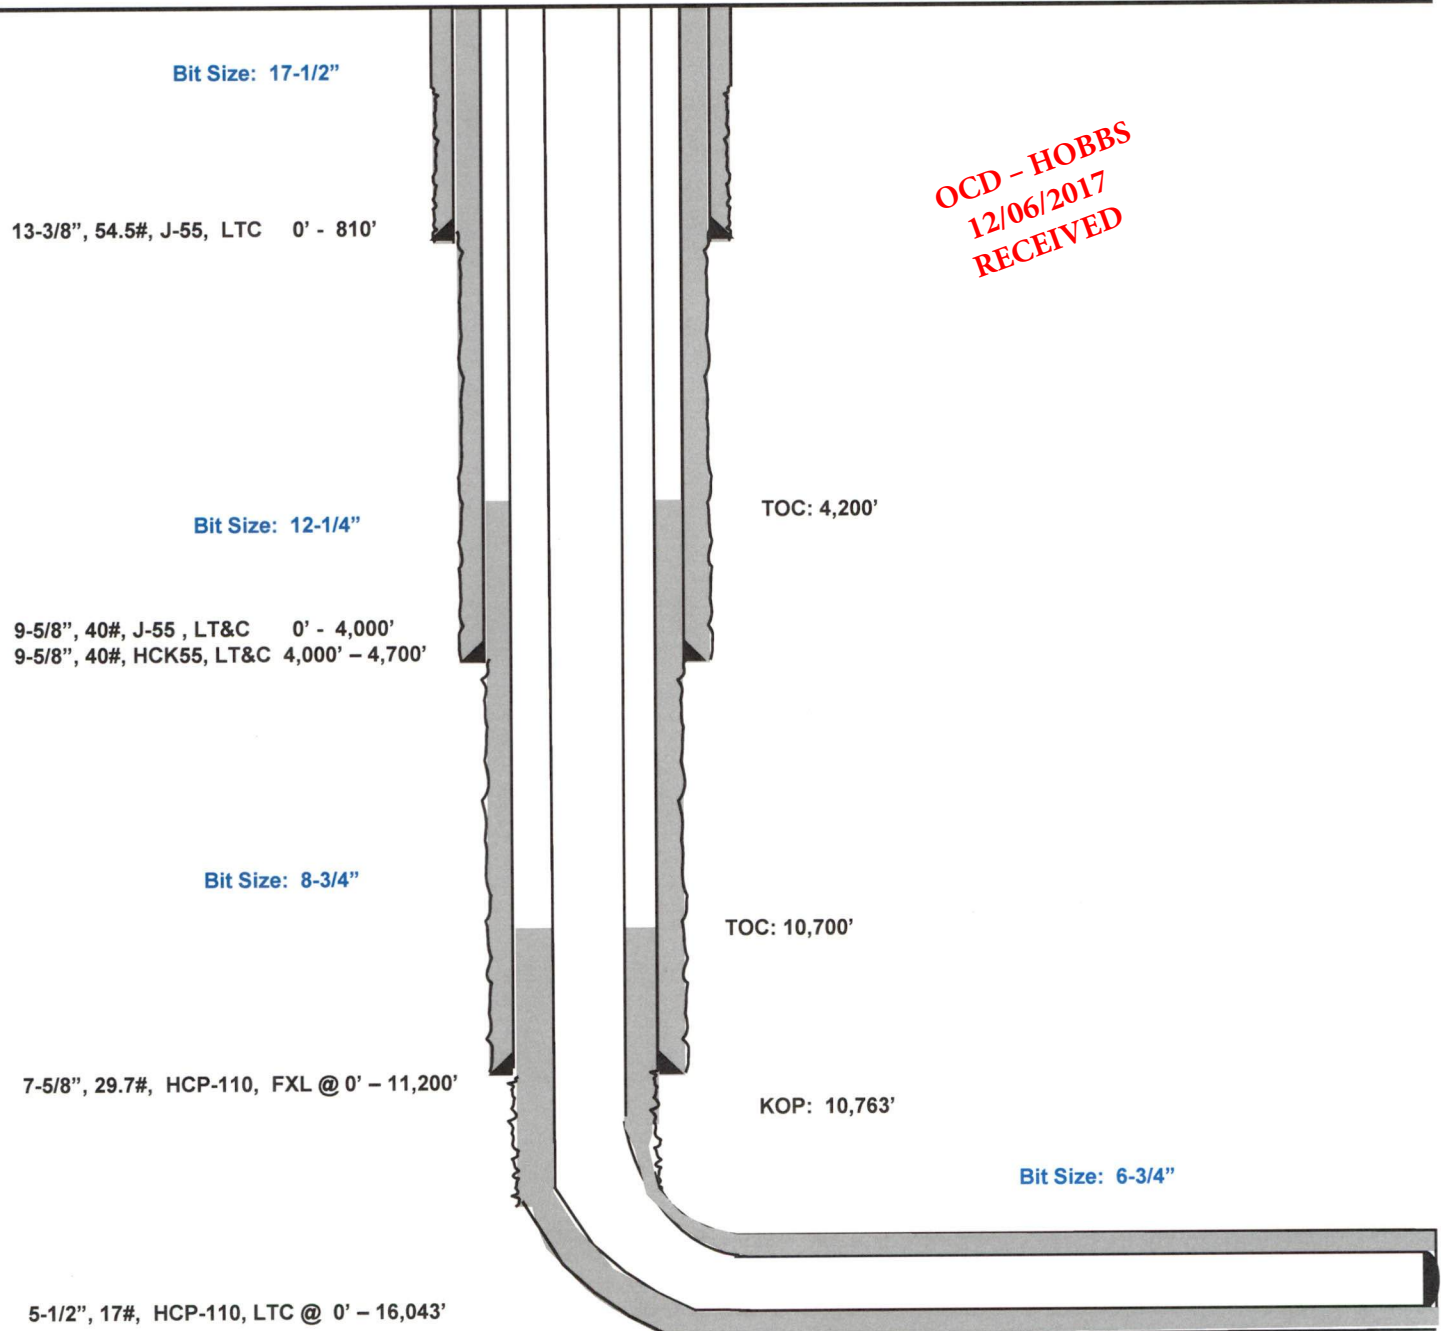 Bit Size: 17-1/2”
OCD – HOBBS
12/06/2017
RECEIVED
13-3/8”, 54.5#, J-55, LTC 0’ - 810’
TOC: 4,200’
Bit Size: 12-1/4”
9-5/8”, 40#, J-55 , LT&C 0’ - 4,000’
9-5/8”, 40#, HCK55, LT&C 4,000’ – 4,700’
Bit Size: 8-3/4”
TOC: 10,700’
7-5/8”, 29.7#, HCP-110, FXL @ 0’ – 11,200’
KOP: 10,763’
Bit Size: 6-3/4”
5-1/2”, 17#, HCP-110, LTC @ 0’ – 16,043’